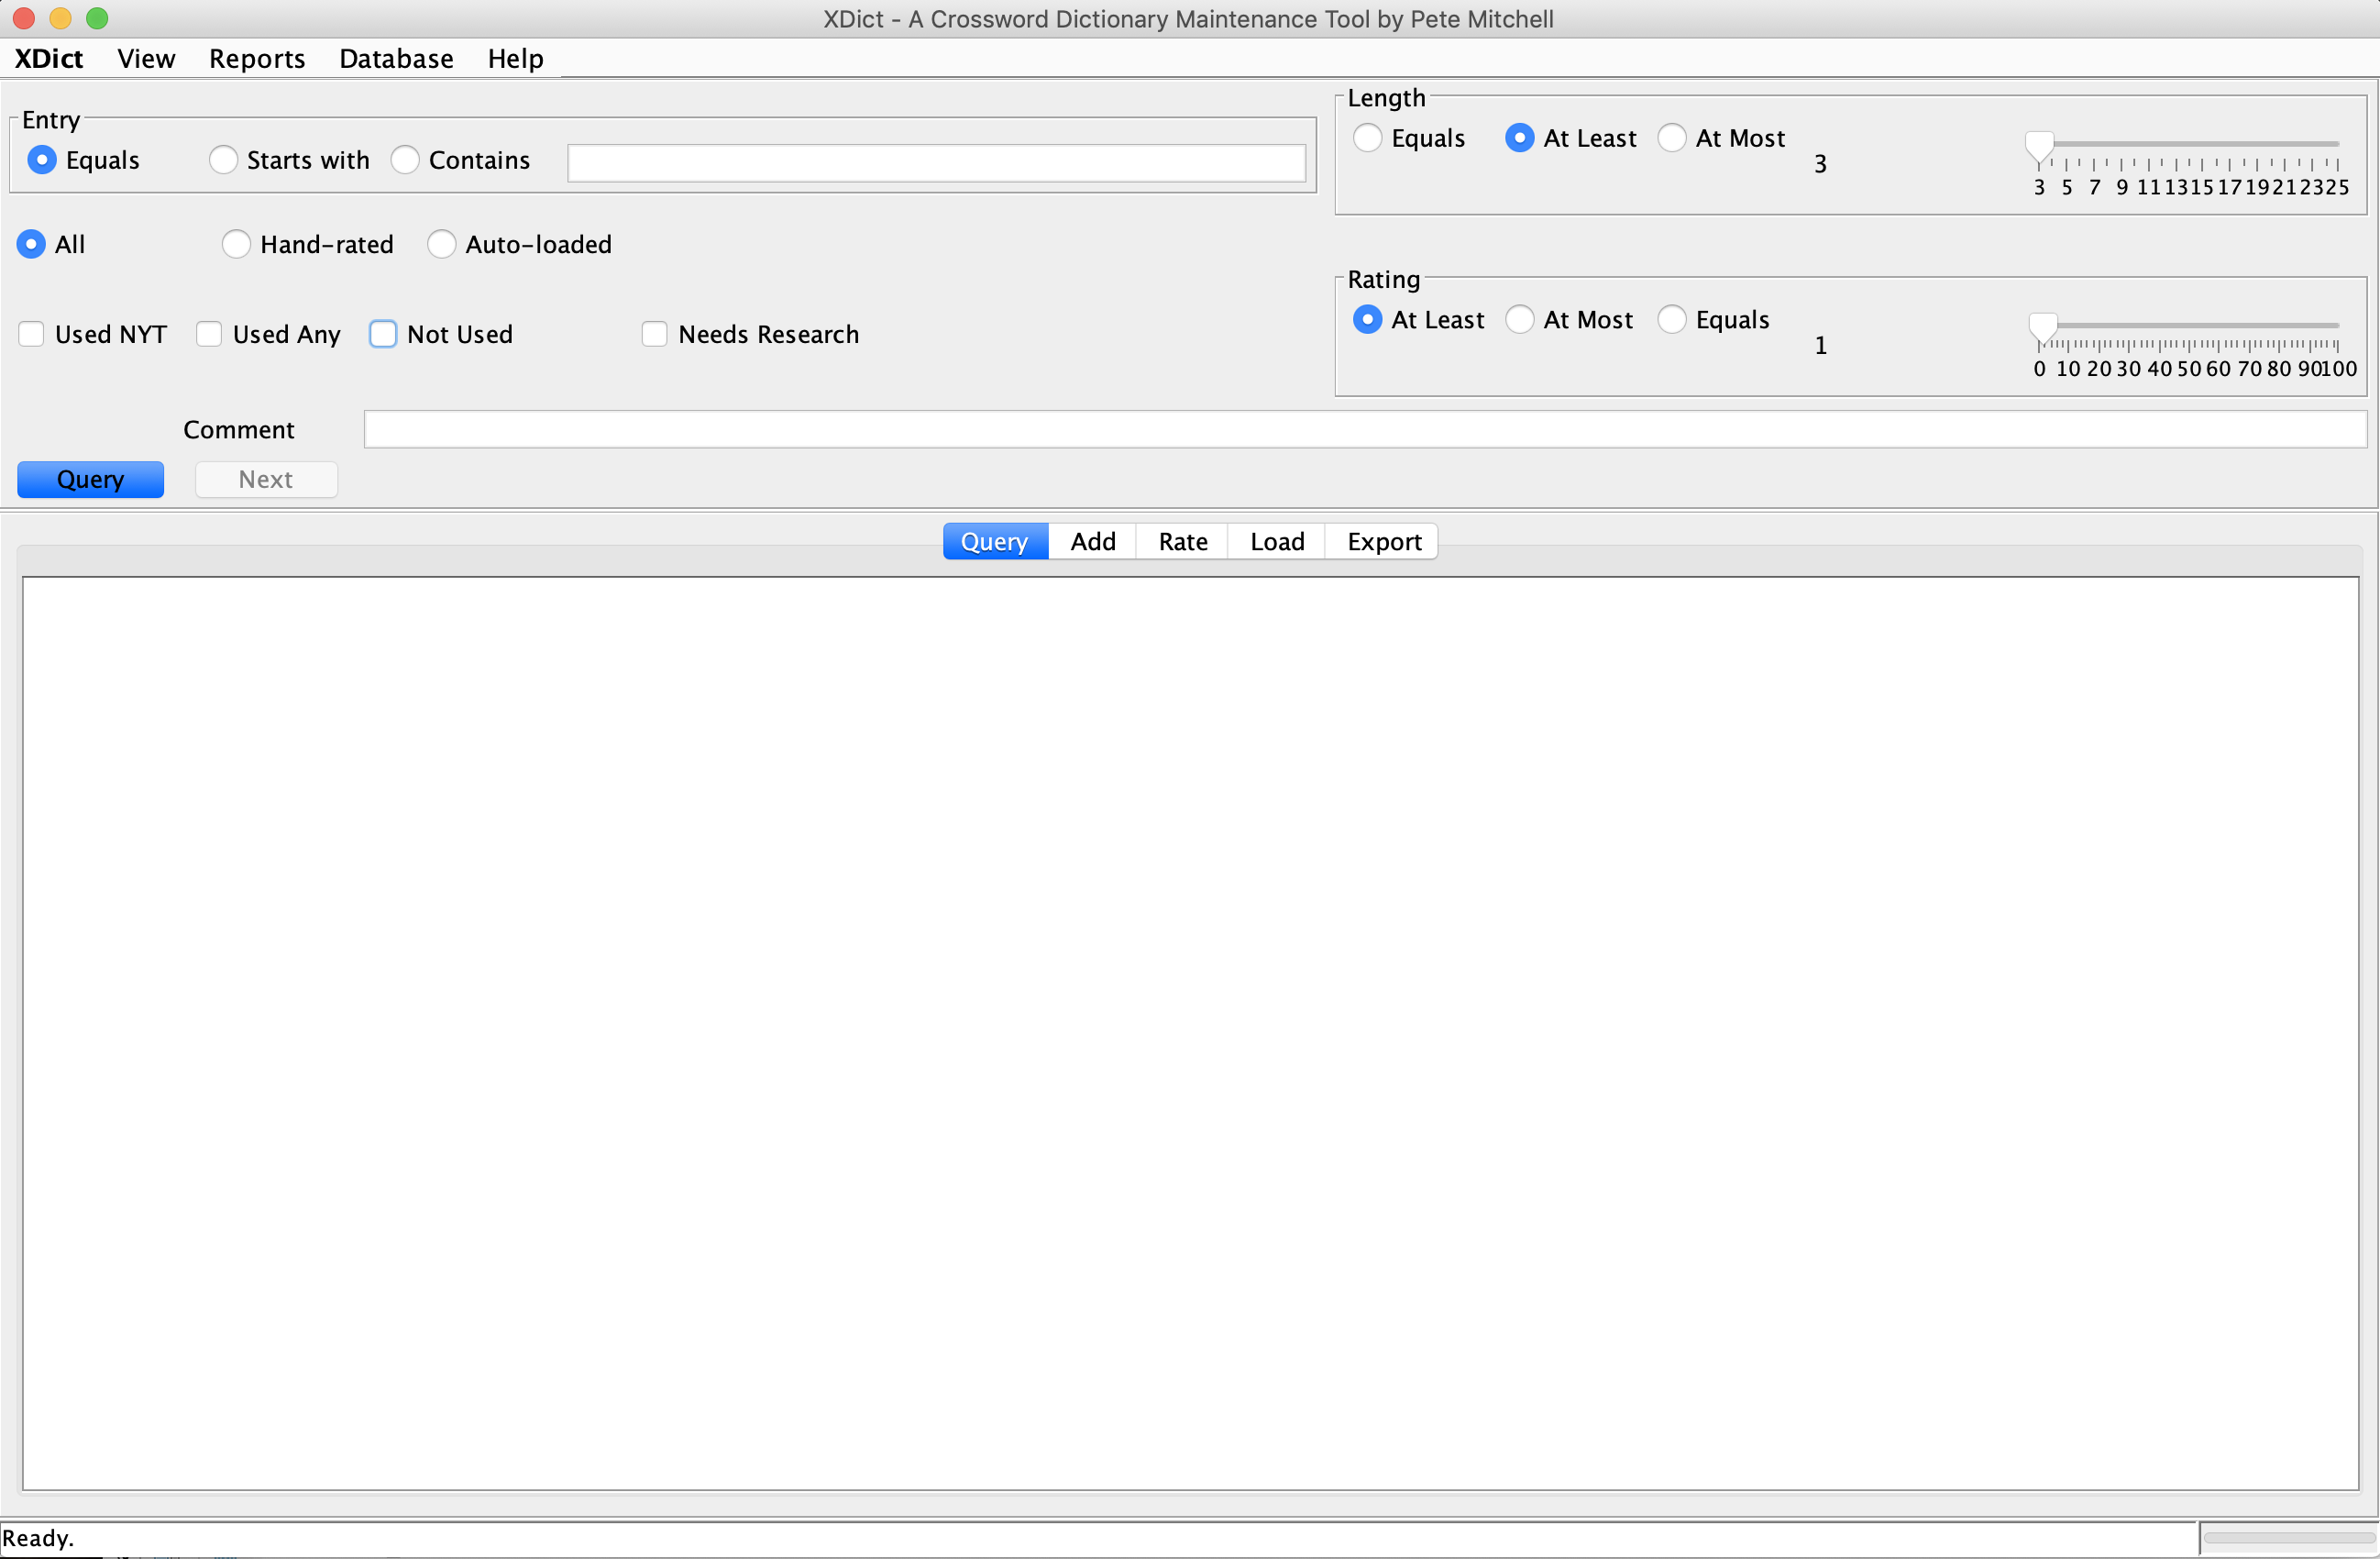 XDict - A Crossword Dictionary Maintenance Tool by Pete Mitchell
XDict View Reports Database Help
Entry
Equals Starts with Contains
Length
Equals At Least At Most
3
3 5 7 9 11 13 15 17 19 21 23 25
All Hand-rated Auto-loaded
Rating
At Least At Most Equals
1
0 10 20 30 40 50 60 70 80 90 100
Used NYT Used Any Not Used Needs Research
Comment
Query Next
Query Add Rate Load Export
Ready.